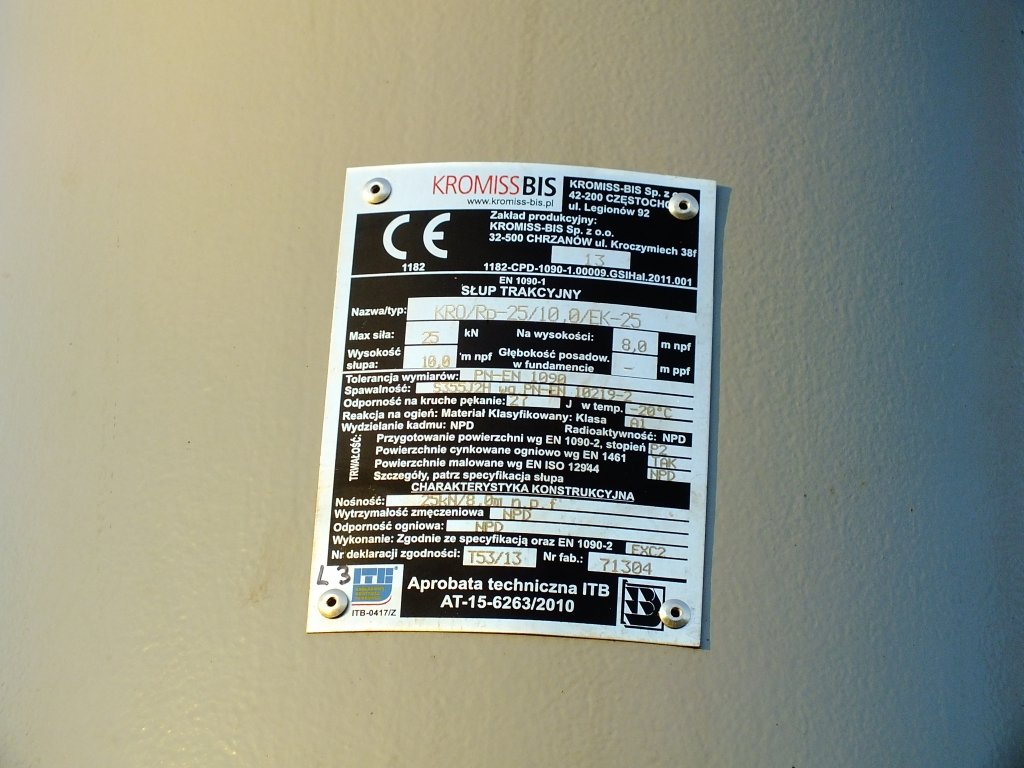 KROMISSBIS
www.kromiss-bis.pl
KROMISS-BIS Sp. z
42-200
ul. Legionów 92
CE
1182
Zakład produkcyjny:
KROMISS-BIS Sp. z o.o.
32-500 CHRZANÓW ul. Kroczymiech 38f
13
1182-CPD-1090-1.00009.GSIHal.2011.001
EN 1090-1
SŁUP TRAKCYJNY
Nazwa/typ: KRO/Rp-25/10,0/EK-25
Max siła: 25 kN Na wysokości: 8,0 m npf
Wysokość słupa: 10,0 m npf Głębokość posadow. w fundamencie - m ppf
Tolerancja wymiarów: PN-EN 1090
Spawalność: S355J2H wg PN-EN 10219-2
Odporność na kruche pękanie: 27 J w temp. -20°C
Reakcja na ogień: Materiał Klasyfikowany: Klasa A1
Wydzielanie kadmu: NPD Radioaktywność: NPD
TRWAŁOŚĆ:
Przygotowanie powierzchni wg EN 1090-2, stopień P2
Powierzchnie cynkowane ogniowo wg EN 1461 TAK
Powierzchnie malowane wg EN ISO 12944 NPD
Szczegóły, patrz specyfikacja słupa
CHARAKTERYSTYKA KONSTRUKCYJNA
Nośność: 25kN/8,0m n.p.f
Wytrzymałość zmęczeniowa NPD
Odporność ogniowa: NPD
Wykonanie: Zgodnie ze specyfikacją oraz EN 1090-2 EXC2
Nr deklaracji zgodności: T53/13 Nr fab.: 71304
L3
ITB
ITB-0417/Z
Aprobata techniczna ITB
AT-15-6263/2010
B